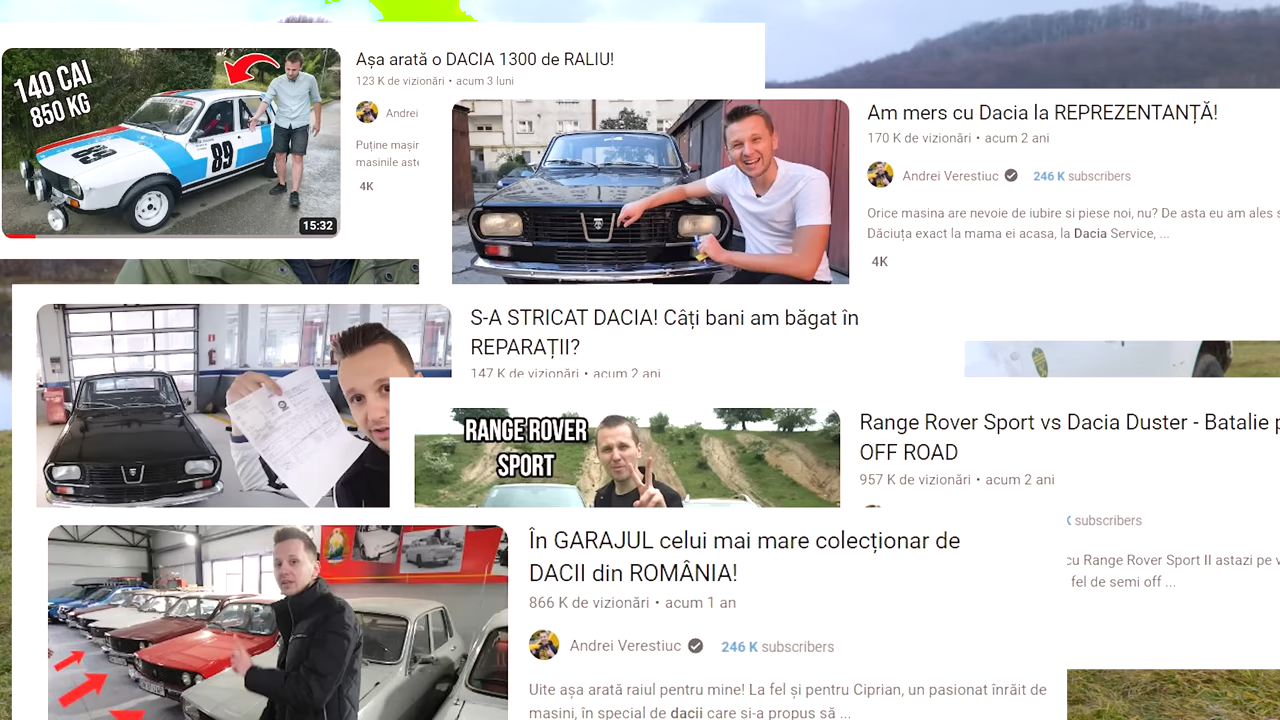 140 CAI
850 KG
89
15:32
Așa arată o DACIA 1300 de RALIU!
123 K de vizionări • acum 3 luni
Andrei
Puține mașir
masinile aste
4K
Am mers cu Dacia la REPREZENTANȚĂ!
170 K de vizionări • acum 2 ani
Andrei Verestiuc 246 K subscribers
Orice masina are nevoie de iubire si piese noi, nu? De asta eu am ales s
Dăciuța exact la mama ei acasa, la Dacia Service, ...
4K
S-A STRICAT DACIA! Câți bani am băgat în
REPARAȚII?
147 K de vizionări • acum 2 ani
RANGE ROVER
SPORT
Range Rover Sport vs Dacia Duster - Batalie p
OFF ROAD
957 K de vizionări • acum 2 ani
K subscribers
cu Range Rover Sport II astazi pe v
fel de semi off ...
În GARAJUL celui mai mare colecționar de
DACII din ROMÂNIA!
866 K de vizionări • acum 1 an
Andrei Verestiuc 246 K subscribers
Uite așa arată raiul pentru mine! La fel și pentru Ciprian, un pasionat înrăit de
mașini, în special de dacii care și-a propus să ...